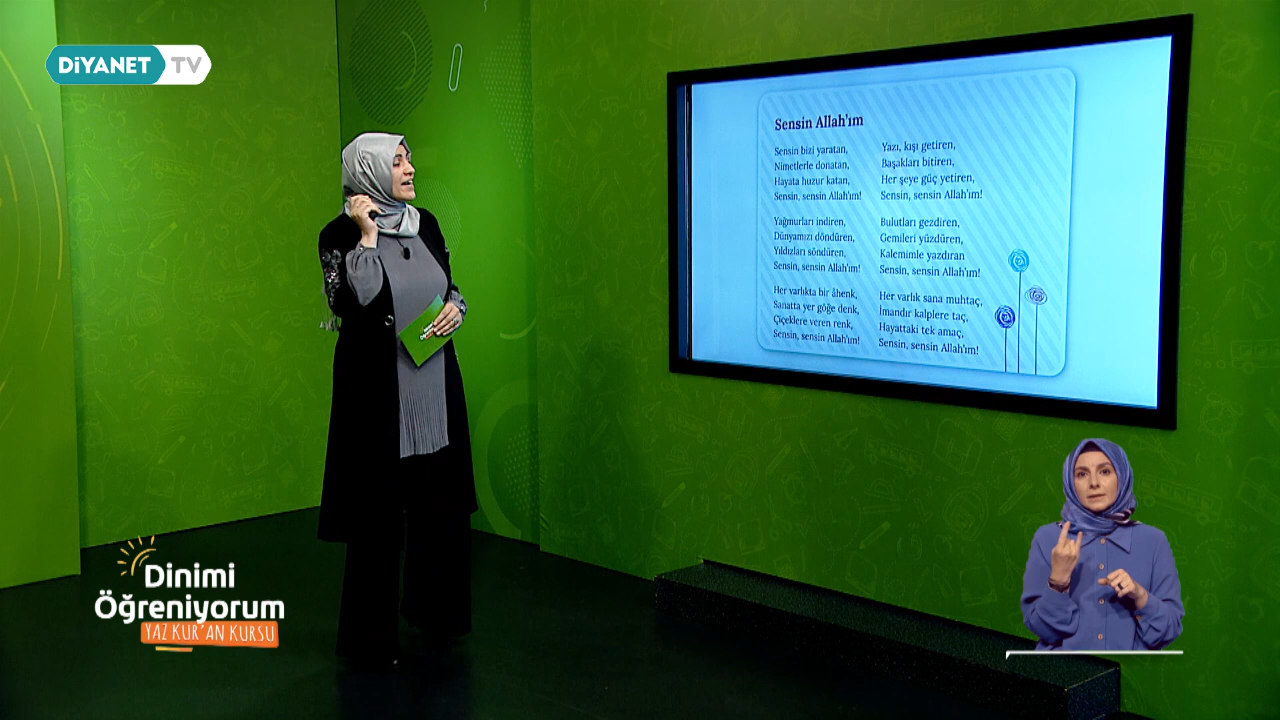 DİYANET TV
Sensin Allah'ım
Sensin bizi yaratan,
Nimetlerle donatan,
Hayata huzur katan,
Sensin, sensin Allah'ım!
Yağmurları indiren,
Dünyamızı döndüren,
Yıldızları söndüren,
Sensin, sensin Allah'ım!
Her varlıkta bir âhenk,
Sanatta yer göğe denk,
Çiçeklere veren renk,
Sensin, sensin Allah'ım!
Yazı, kışı getiren,
Başakları bitiren,
Her şeye güç yetiren,
Sensin, sensin Allah'ım!
Bulutları gezdiren,
Gemileri yüzdüren,
Kalemimle yazdıran
Sensin, sensin Allah'ım!
Her varlık sana muhtaç,
İmandır kalplere taç,
Hayattaki tek amaç,
Sensin, sensin Allah'ım!
Dinimi
Öğreniyorum
YAZ KUR'AN KURSU